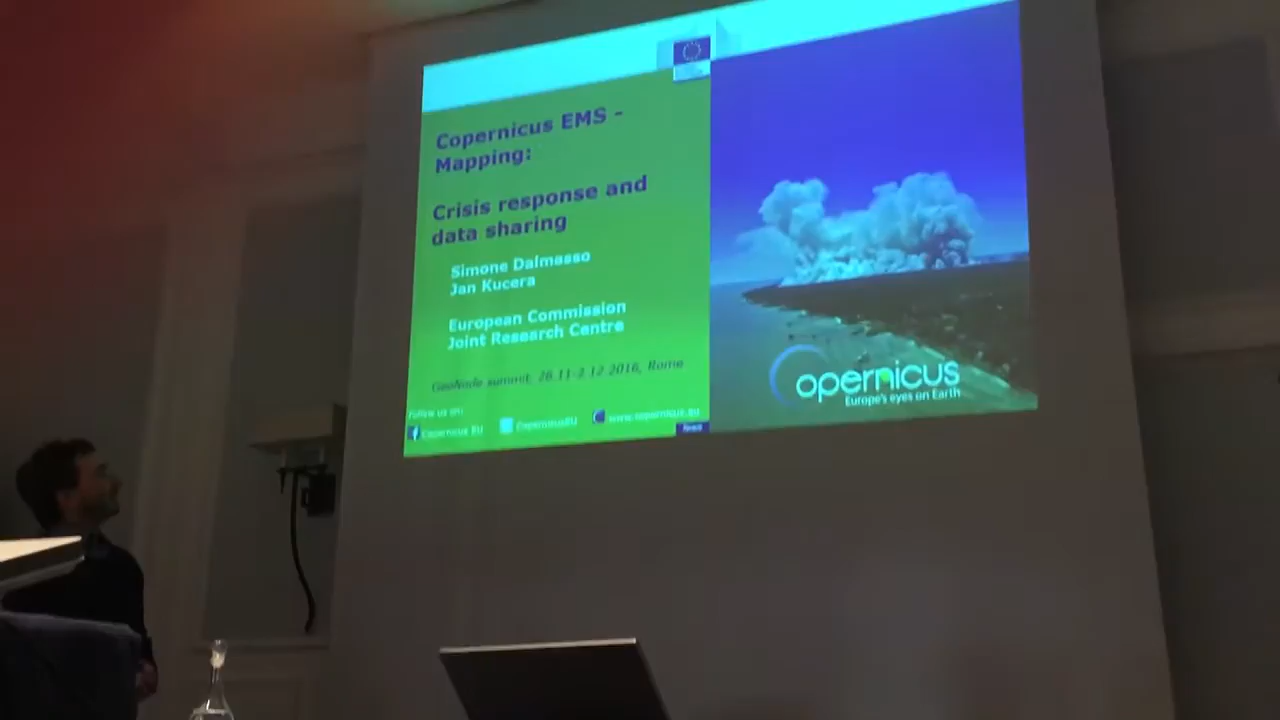 Copernicus EMS -
Mapping:
Crisis response and
data sharing
Simone Dalmasso
Jan Kucera
European Commission
Joint Research Centre
GeoNode summit, 28.11-2.12 2016, Rome
Follow us on:
Copernicus EU
CopernicusEU
www.copernicus.eu
opernicus
Europe's eyes on Earth